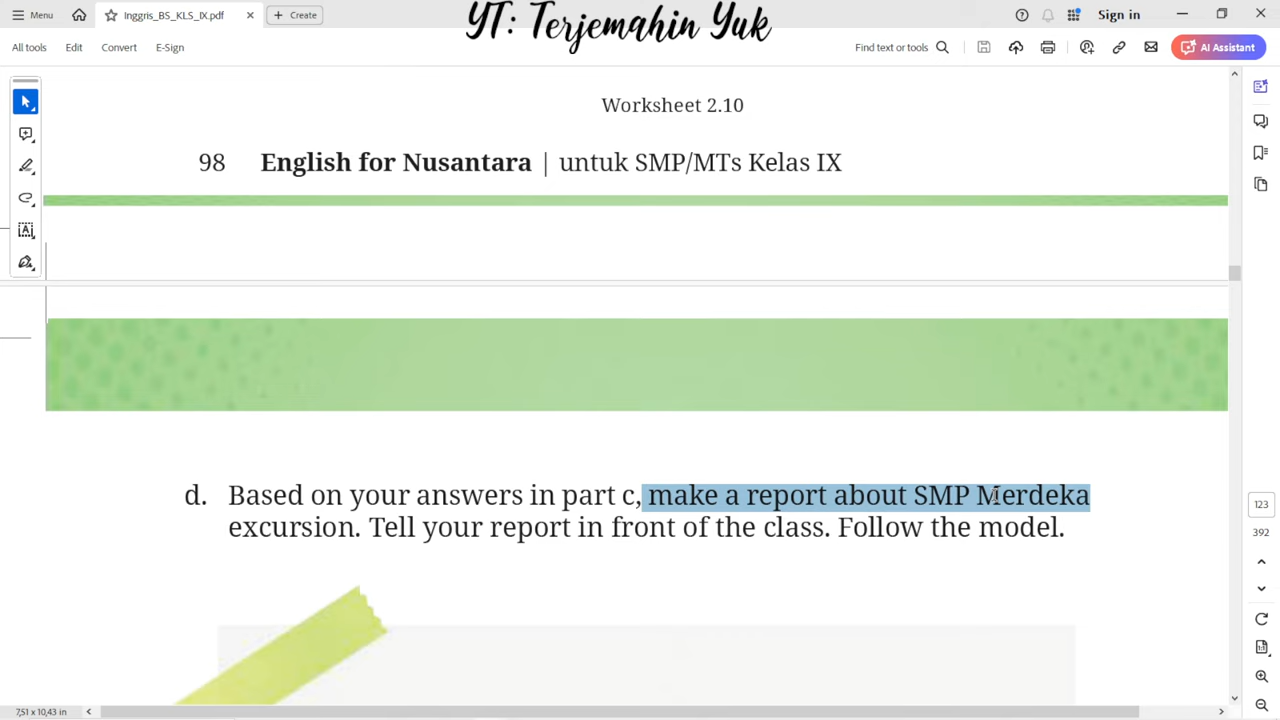 Menu
Inggris_BS_KLS_IX.pdf
Create
YT: Terjemahin Yuk
Sign in
All tools
Edit
Convert
E-Sign
Find text or tools
AI Assistant
Worksheet 2.10
98 English for Nusantara | untuk SMP/MTs Kelas IX
d. Based on your answers in part c, make a report about SMP Merdeka
excursion. Tell your report in front of the class. Follow the model.
123
392
7,51 x 10,43 in